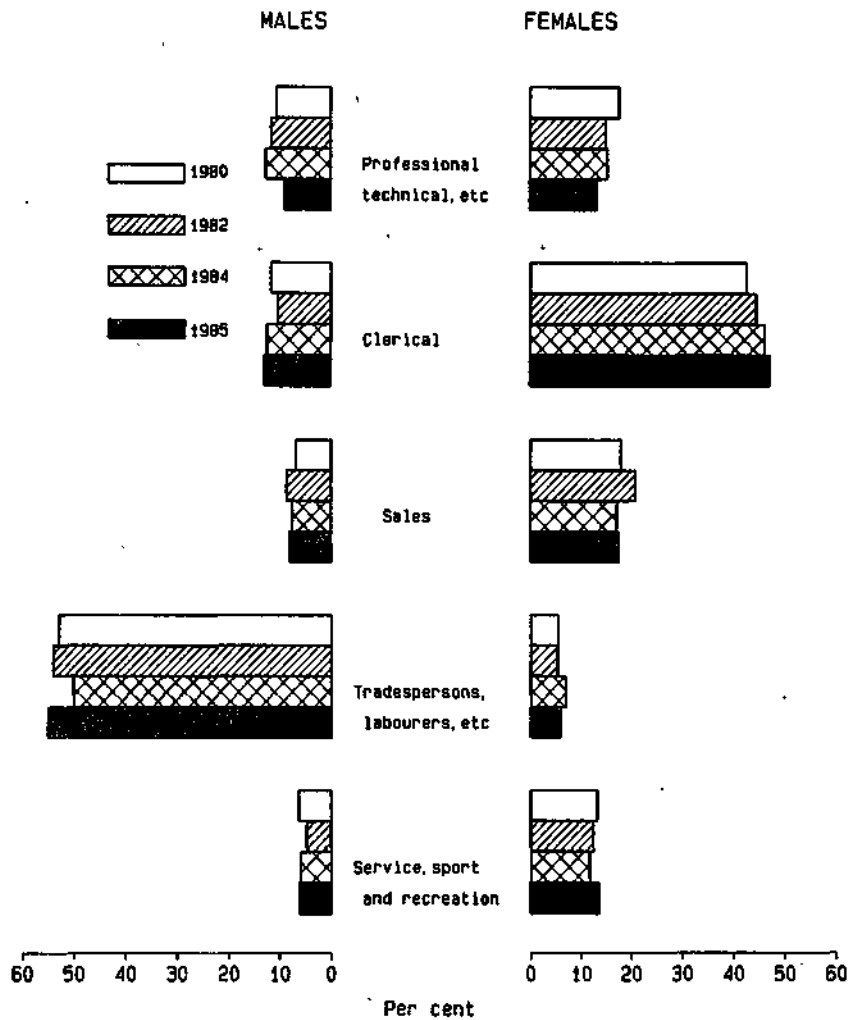 MALES
FEMALES
1980
1982
1984
1985
Professional
technical, etc
Clerical
Sales
Tradespersons,
labourers, etc
Service, sport
and recreation
60 50 40 30 20 10 0
0 10 20 30 40 50 60
Per cent